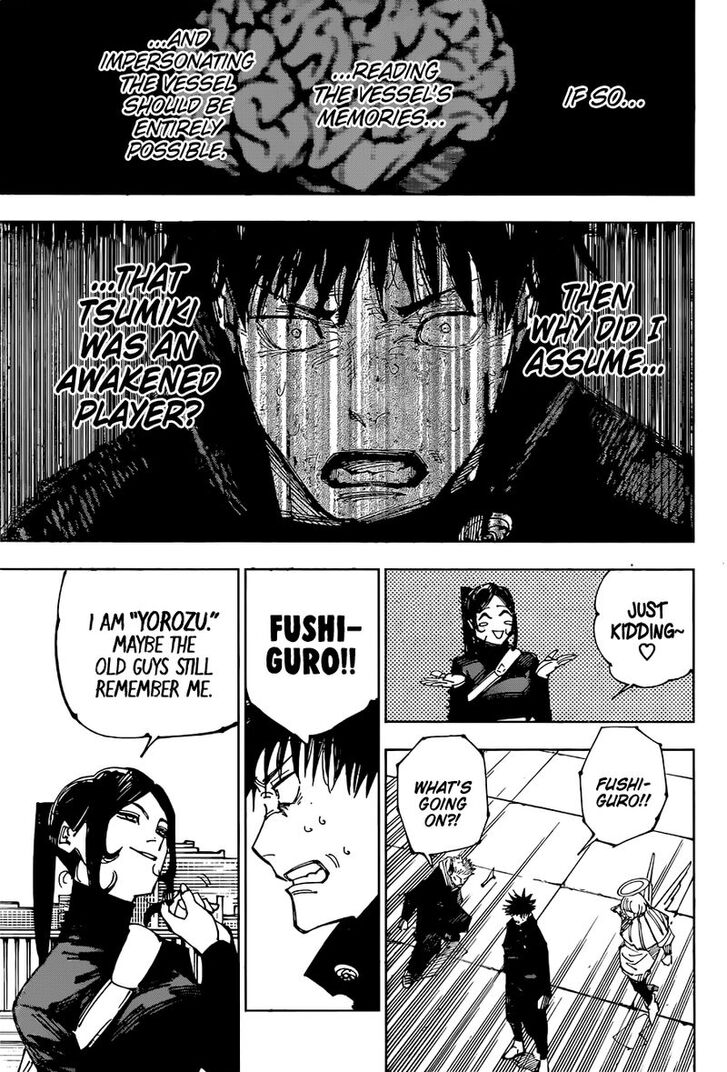 IF SO...
...READING
THE VESSEL'S
MEMORIES...
...AND
IMPERSONATING
THE VESSEL
SHOULD BE
ENTIRELY
POSSIBLE.
THEN
WHY DID I
ASSUME...
...THAT
TSUMIKI
WAS AN
AWAKENED
PLAYER?
JUST
KIDDING~
♡
FUSHI-
GURO!!
WHAT'S
GOING
ON?!
FUSHI-
GURO!!
I AM "YOROZU."
MAYBE THE
OLD GUYS STILL
REMEMBER ME.